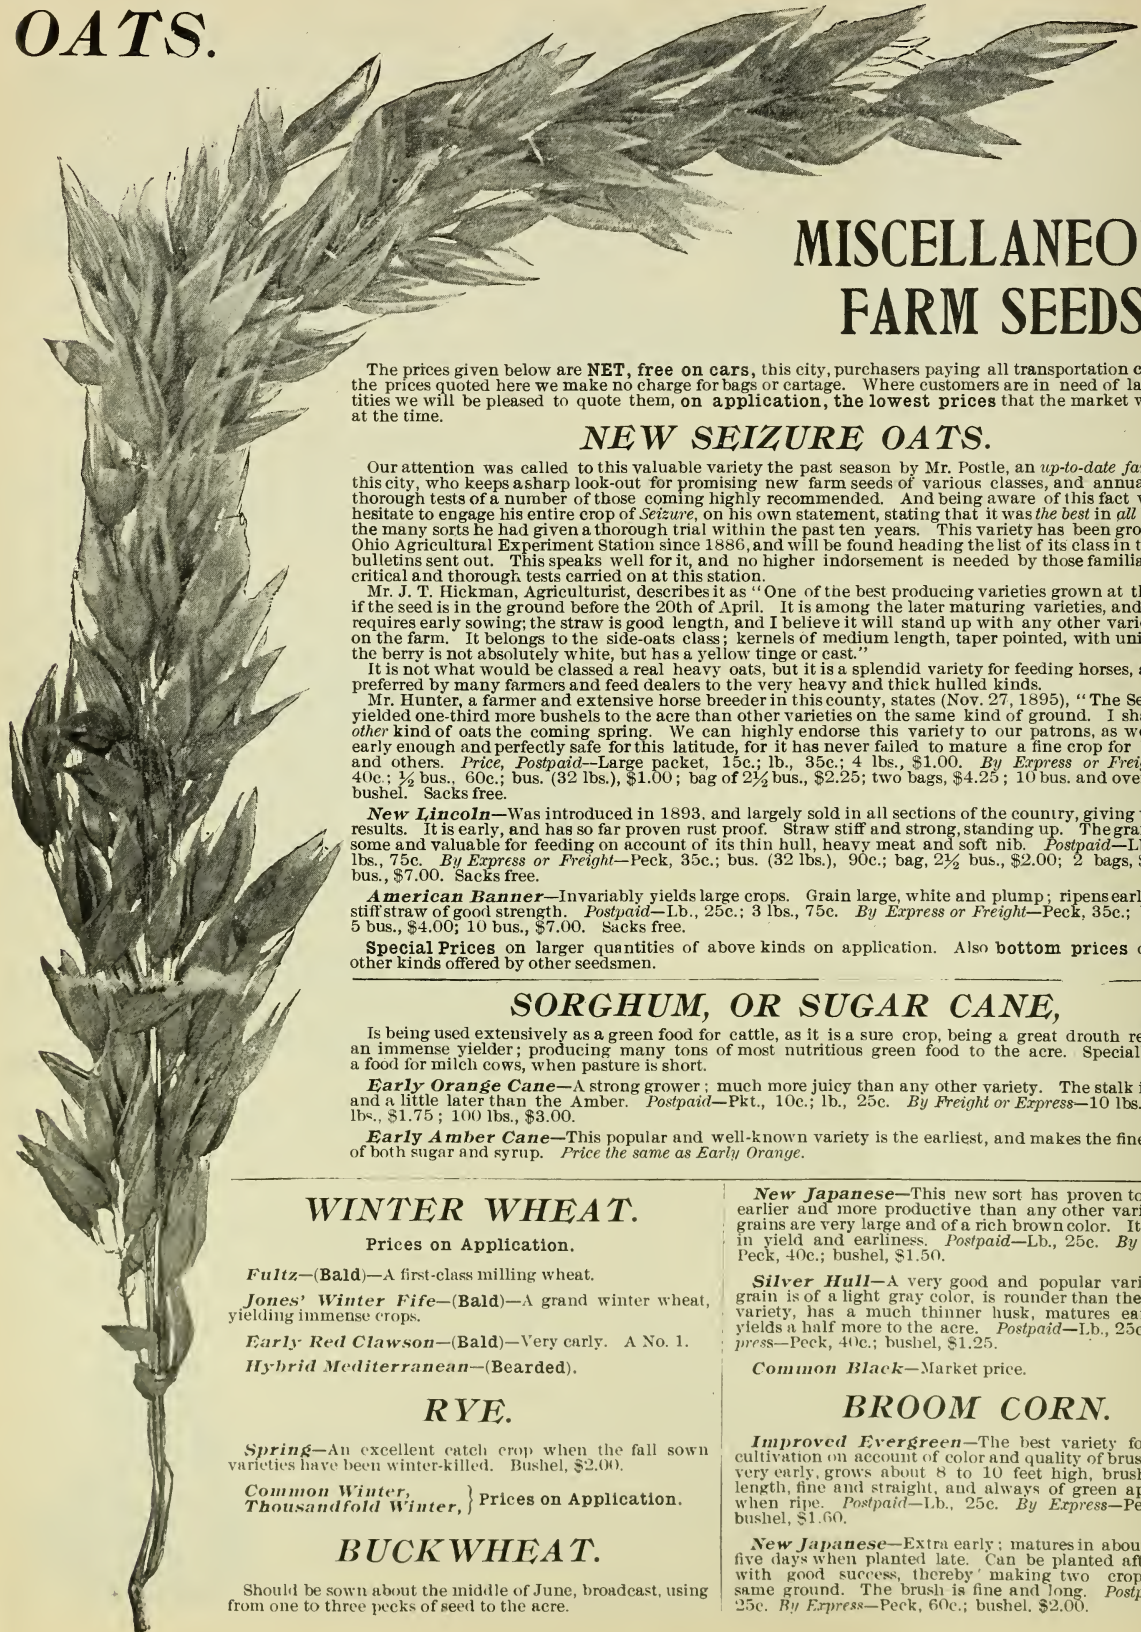 OATS.
MISCELLANEO
FARM SEEDS
The prices given below are NET, free on cars, this city, purchasers paying all transportation c
the prices quoted here we make no charge for bags or cartage. Where customers are in need of la
tities we will be pleased to quote them, on application, the lowest prices that the market w
at the time.
NEW SEIZURE OATS.
Our attention was called to this valuable variety the past season by Mr. Postle, an up-to-date fa
this city, who keeps a sharp look-out for promising new farm seeds of various classes, and annua
thorough tests of a number of those coming highly recommended. And being aware of this fact
hesitate to engage his entire crop of Seizure, on his own statement, stating that it was the best in all
the many sorts he had given a thorough trial within the past ten years. This variety has been gro
Ohio Agricultural Experiment Station since 1886, and will be found heading the list of its class in t
bulletins sent out. This speaks well for it, and no higher indorsement is needed by those familia
critical and thorough tests carried on at this station.
Mr. J. T. Hickman, Agriculturist, describes it as "One of the best producing varieties grown at t
if the seed is in the ground before the 20th of April. It is among the later maturing varieties, and
requires early sowing; the straw is good length, and I believe it will stand up with any other vari
on the farm. It belongs to the side-oats class; kernels of medium length, taper pointed, with uni
the berry is not absolutely white, but has a yellow tinge or cast."
It is not what would be classed a real heavy oats, but it is a splendid variety for feeding horses, a
preferred by many farmers and feed dealers to the very heavy and thick hulled kinds.
Mr. Hunter, a farmer and extensive horse breeder in this county, states (Nov. 27, 1895), "The Se
yielded one-third more bushels to the acre than other varieties on the same kind of ground. I sh
other kind of oats the coming spring. We can highly endorse this variety to our patrons, as w
early enough and perfectly safe for this latitude, for it has never failed to mature a fine crop for
and others. Price, Postpaid—Large packet, 15c.; lb., 35c.; 4 lbs., $1.00. By Express or Frei
40c.; ½ bus., 60c.; bus. (32 lbs.), $1.00; bag of 2½ bus., $2.25; two bags, $4.25; 10 bus. and ove
bushel. Sacks free.
New Lincoln—Was introduced in 1893, and largely sold in all sections of the country, giving
results. It is early, and has so far proven rust proof. Straw stiff and strong, standing up. The gra
some and valuable for feeding on account of its thin hull, heavy meat and soft nib. Postpaid—L
lbs., 75c. By Express or Freight—Peck, 35c.; bus. (32 lbs.), 90c.; bag, 2½ bus., $2.00; 2 bags,
bus., $7.00. Sacks free.
American Banner—Invariably yields large crops. Grain large, white and plump; ripens earl
stiff straw of good strength. Postpaid—Lb., 25c.; 3 lbs., 75c. By Express or Freight—Peck, 35c.;
5 bus., $4.00; 10 bus., $7.00. Sacks free.
Special Prices on larger quantities of above kinds on application. Also bottom prices o
other kinds offered by other seedsmen.
SORGHUM, OR SUGAR CANE,
Is being used extensively as a green food for cattle, as it is a sure crop, being a great drouth re
an immense yielder; producing many tons of most nutritious green food to the acre. Special
a food for milch cows, when pasture is short.
Early Orange Cane—A strong grower; much more juicy than any other variety. The stalk i
and a little later than the Amber. Postpaid—Pkt., 10c.; lb., 25c. By Freight or Express—10 lbs.
lbs., $1.75; 100 lbs., $3.00.
Early Amber Cane—This popular and well-known variety is the earliest, and makes the fine
of both sugar and syrup. Price the same as Early Orange.
WINTER WHEAT.
Prices on Application.
Fultz—(Bald)—A first-class milling wheat.
Jones' Winter Fife—(Bald)—A grand winter wheat,
yielding immense crops.
Early Red Clawson—(Bald)—Very early. A No. 1.
Hybrid Mediterranean—(Bearded).
RYE.
Spring—An excellent catch crop when the fall sown
varieties have been winter-killed. Bushel, $2.00.
Common Winter,
Thousandfold Winter, } Prices on Application.
BUCKWHEAT.
Should be sown about the middle of June, broadcast, using
from one to three pecks of seed to the acre.
New Japanese—This new sort has proven to
earlier and more productive than any other vari
grains are very large and of a rich brown color. It
in yield and earliness. Postpaid—Lb., 25c. By
Peck, 40c.; bushel, $1.50.
Silver Hull—A very good and popular vari
grain is of a light gray color, is rounder than the
variety, has a much thinner husk, matures ea
yields a half more to the acre. Postpaid—Lb., 25c
press—Peck, 40c.; bushel, $1.25.
Common Black—Market price.
BROOM CORN.
Improved Evergreen—The best variety fo
cultivation on account of color and quality of brus
very early, grows about 8 to 10 feet high, brush
length, fine and straight, and always of green ap
when ripe. Postpaid—Lb., 25c. By Express—Pe
bushel, $1.60.
New Japanese—Extra early; matures in abou
five days when planted late. Can be planted aft
with good success, thereby making two crop
same ground. The brush is fine and long. Postp
25c. By Express—Peck, 60c.; bushel, $2.00.